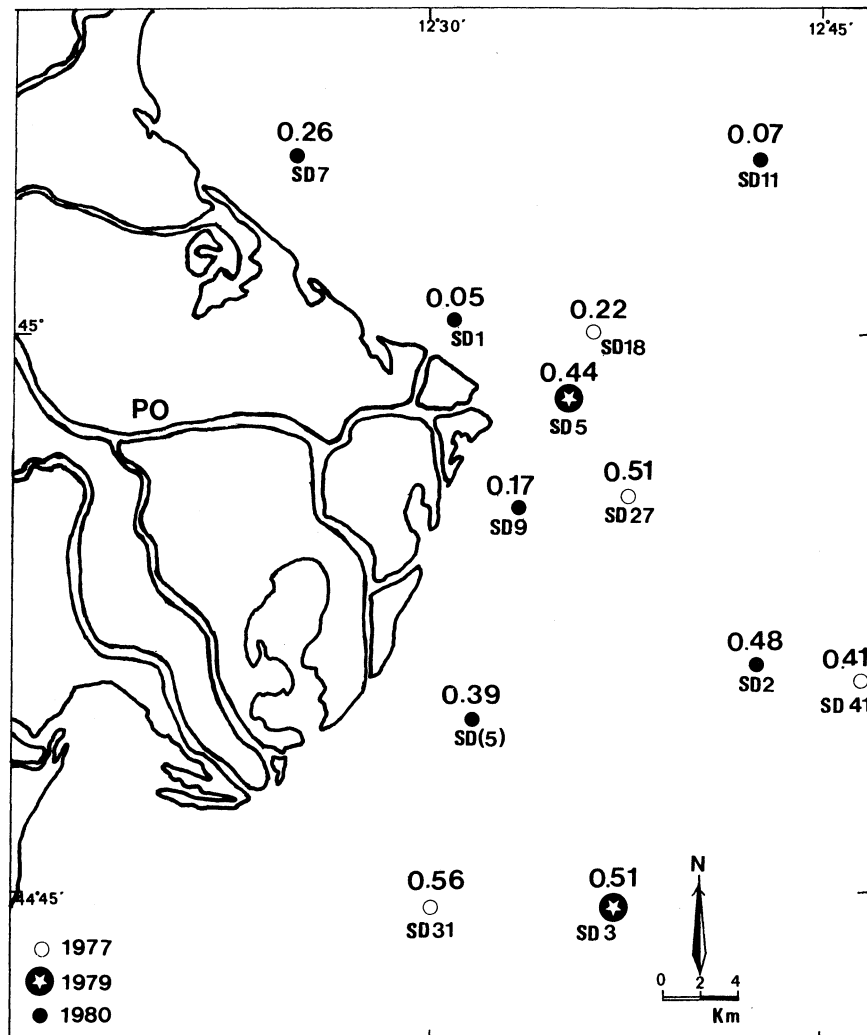 12°30′
12°45′
0.26
SD7
0.07
SD11
0.05
SD1
0.22
SD18
45°
0.44
SD5
PO
0.51
SD27
0.17
SD9
0.48
SD2
0.41
SD41
0.39
SD(5)
44°45′
0.56
SD31
0.51
SD3
N
1977
1979
1980
0 2 4
Km